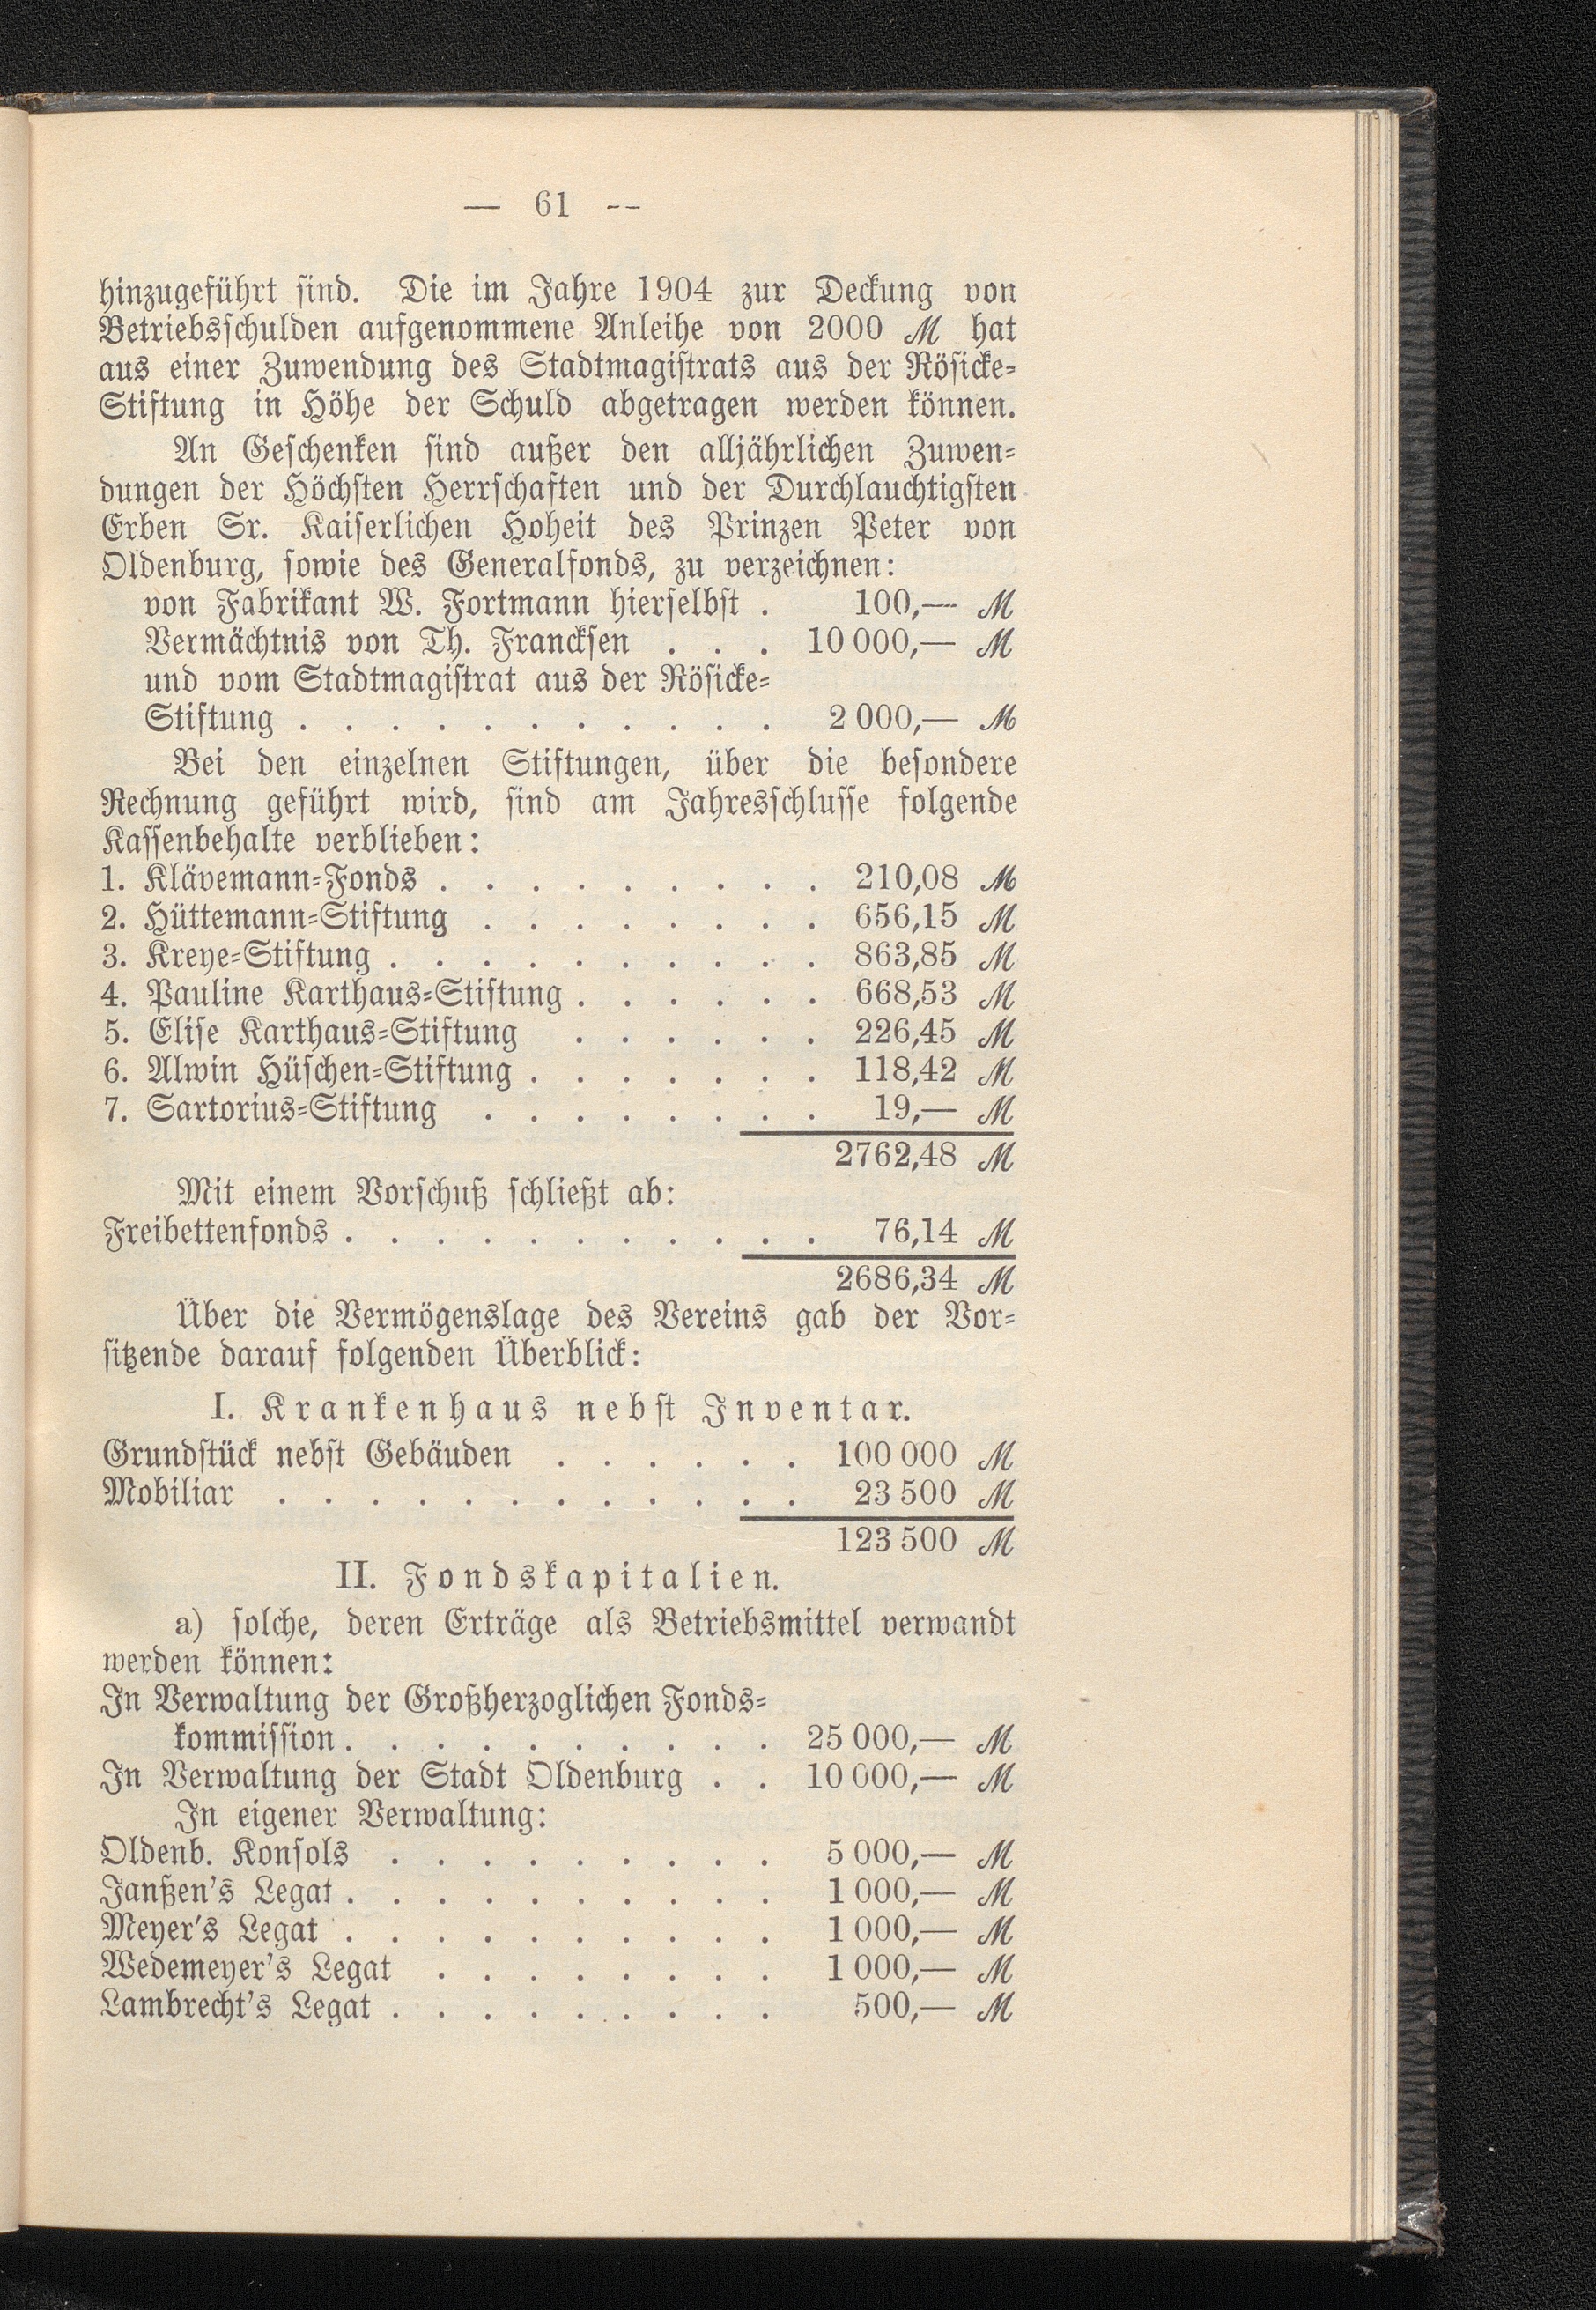 — 61 --
hinzugeführt sind. Die im Jahre 1904 zur Deckung von
Betriebsschulden aufgenommene Anleihe von 2000 ℳ hat
aus einer Zuwendung des Stadtmagistrats aus der Rösicke-
Stiftung in Höhe der Schuld abgetragen werden können.
An Geschenken sind außer den alljährlichen Zuwen-
dungen der Höchsten Herrschaften und der Durchlauchtigsten
Erben Sr. Kaiserlichen Hoheit des Prinzen Peter von
Oldenburg, sowie des Generalfonds, zu verzeichnen:
von Fabrikant W. Fortmann hierselbst . 100,— ℳ
Vermächtnis von Th. Francksen . . . 10 000,— ℳ
und vom Stadtmagistrat aus der Rösicke-
Stiftung . . . . . . . . . . . 2 000,— ℳ
Bei den einzelnen Stiftungen, über die besondere
Rechnung geführt wird, sind am Jahresschlusse folgende
Kassenbehalte verblieben:
1. Klävemann-Fonds . . . . . . . . . 210,08 ℳ
2. Hüttemann-Stiftung . . . . . . . . 656,15 ℳ
3. Kreye-Stiftung . . . . . . . . . . 863,85 ℳ
4. Pauline Karthaus-Stiftung . . . . . . 668,53 ℳ
5. Elise Karthaus-Stiftung . . . . . . 226,45 ℳ
6. Alwin Hüschen-Stiftung . . . . . . . 118,42 ℳ
7. Sartorius-Stiftung . . . . . . . . 19,— ℳ
2762,48 ℳ
Mit einem Vorschuß schließt ab:
Freibettenfonds . . . . . . . . . . . 76,14 ℳ
2686,34 ℳ
Über die Vermögenslage des Vereins gab der Vor-
sitzende darauf folgenden Überblick:
I. Krankenhaus nebst Inventar.
Grundstück nebst Gebäuden . . . . . . 100 000 ℳ
Mobiliar . . . . . . . . . . . . 23 500 ℳ
123 500 ℳ
II. Fondskapitalien.
a) solche, deren Erträge als Betriebsmittel verwandt
werden können:
In Verwaltung der Großherzoglichen Fonds-
kommission . . . . . . . . . . 25 000,— ℳ
In Verwaltung der Stadt Oldenburg . . 10 000,— ℳ
In eigener Verwaltung:
Oldenb. Konsols . . . . . . . . . 5 000,— ℳ
Janßen's Legat . . . . . . . . . . 1 000,— ℳ
Meyer's Legat . . . . . . . . . . 1 000,— ℳ
Wedemeyer's Legat . . . . . . . . 1 000,— ℳ
Lambrecht's Legat . . . . . . . . . 500,— ℳ